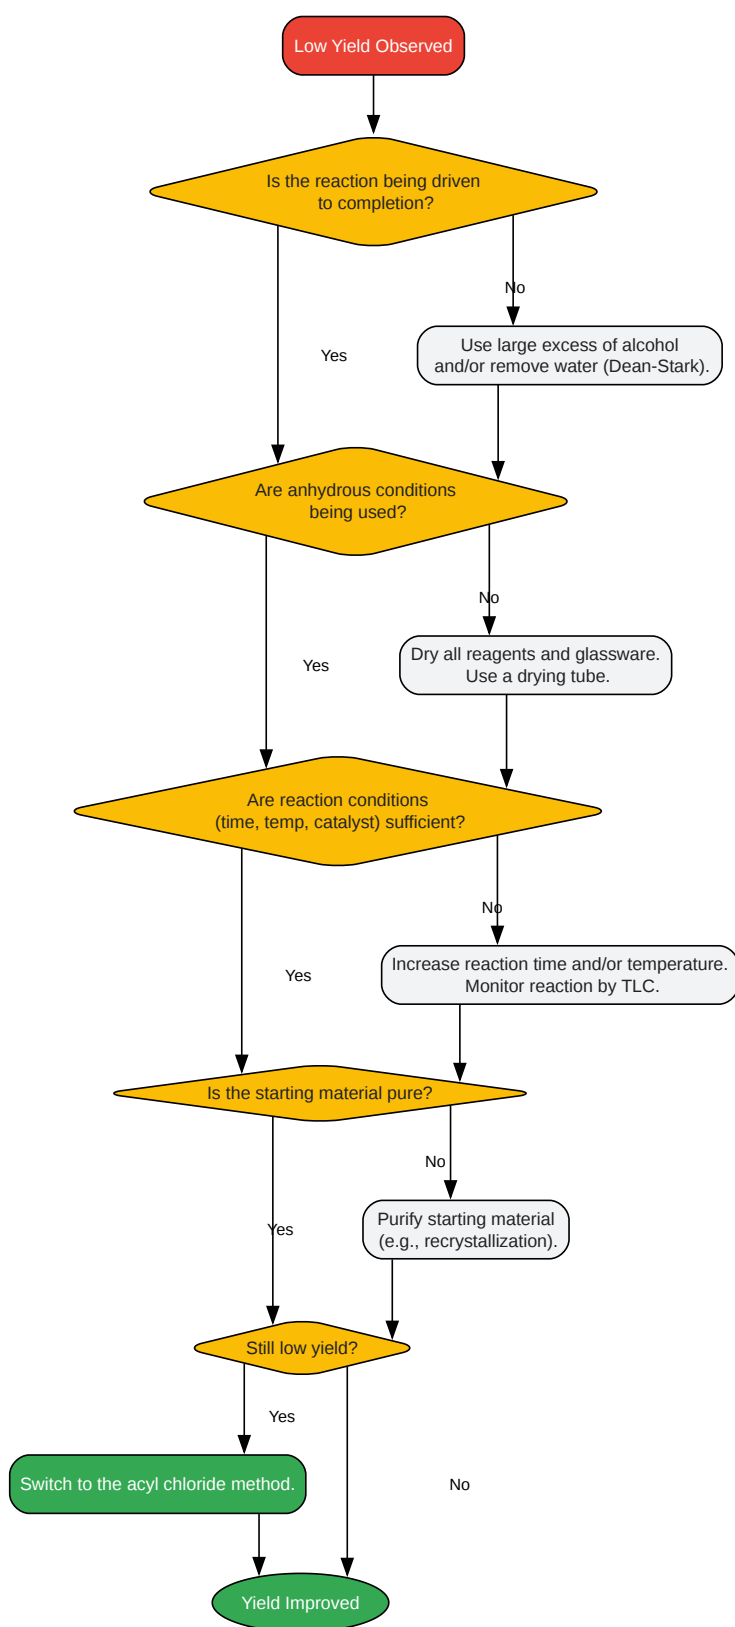 Low Yield Observed
Is the reaction being driven
to completion?
No
Use large excess of alcohol
and/or remove water (Dean-Stark).
Yes
Are anhydrous conditions
being used?
No
Dry all reagents and glassware.
Use a drying tube.
Yes
Are reaction conditions
(time, temp, catalyst) sufficient?
No
Increase reaction time and/or temperature.
Monitor reaction by TLC.
Yes
Is the starting material pure?
No
Purify starting material
(e.g., recrystallization).
Yes
Still low yield?
Yes
Switch to the acyl chloride method.
No
Yield Improved